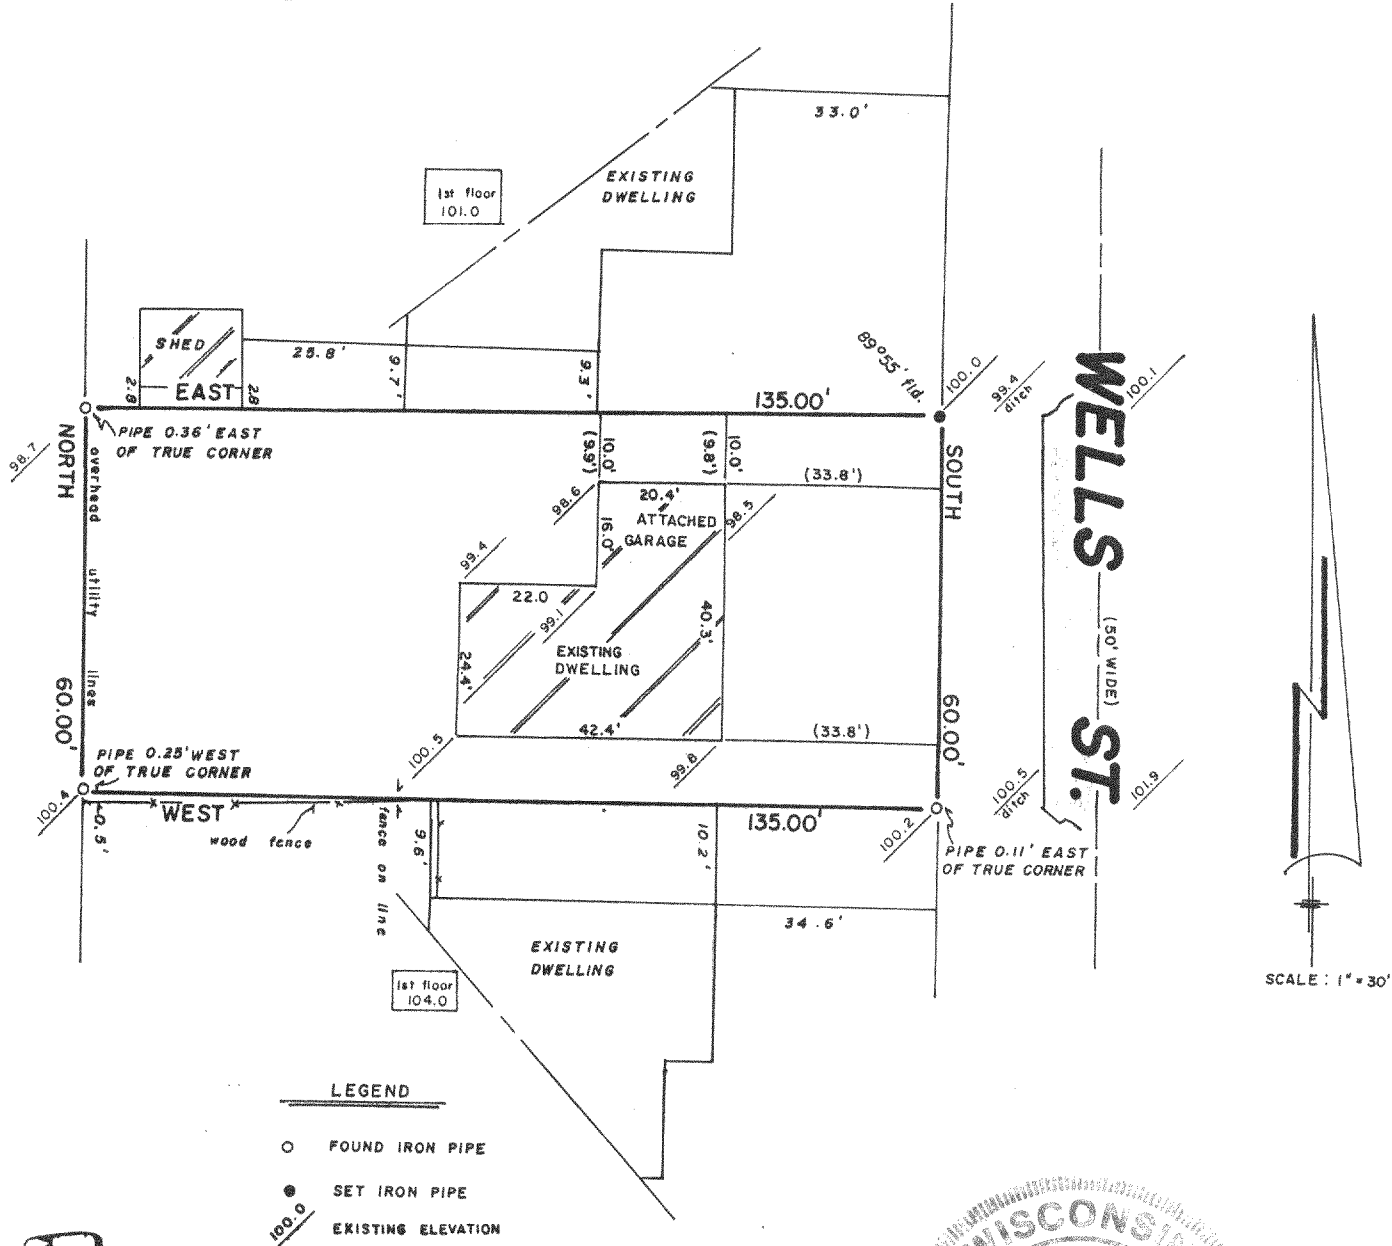 33.0'
EXISTING
DWELLING
1st floor
101.0
SHED
25.8'
9.7'
9.3'
2.8
EAST
2.8
135.00'
89°55' fld.
100.0
99.4
ditch
100.1
WELLS ST.
(50' WIDE)
PIPE 0.36' EAST
OF TRUE CORNER
98.7
NORTH
60.00'
overhead utility lines
(9.9')
10.0'
(9.8')
10.0'
(33.8')
SOUTH
60.00'
98.6
20.4'
ATTACHED
GARAGE
98.5
16.0'
99.4
22.0
99.1
40.3'
EXISTING
DWELLING
24.4'
42.4'
(33.8')
100.5
99.8
PIPE 0.25' WEST
OF TRUE CORNER
100.4
0.5'
WEST
wood fence
fence on line
9.6'
10.2'
135.00'
100.2
100.5
ditch
101.9
PIPE 0.11' EAST
OF TRUE CORNER
34.6'
EXISTING
DWELLING
1st floor
104.0
SCALE : 1" = 30'
LEGEND
FOUND IRON PIPE
SET IRON PIPE
100.0
EXISTING ELEVATION
WISCONSI